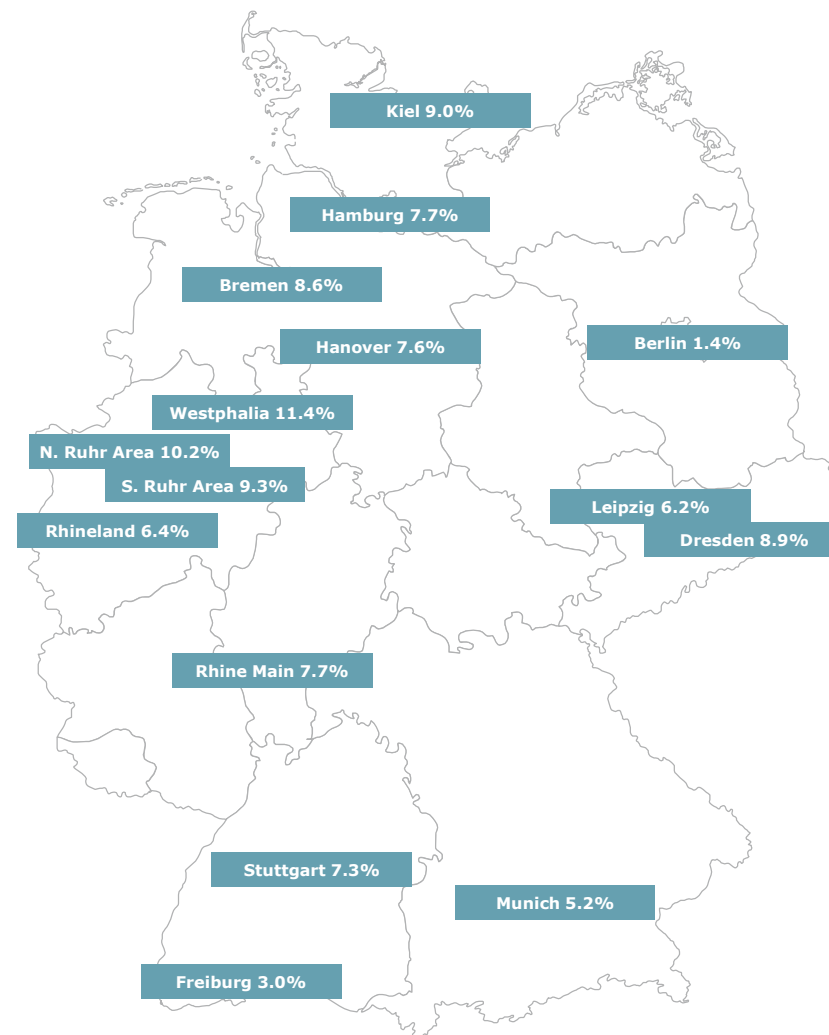 Kiel 9.0%
Hamburg 7.7%
Bremen 8.6%
Hanover 7.6%
Berlin 1.4%
Westphalia 11.4%
N. Ruhr Area 10.2%
S. Ruhr Area 9.3%
Leipzig 6.2%
Rhineland 6.4%
Dresden 8.9%
Rhine Main 7.7%
Stuttgart 7.3%
Munich 5.2%
Freiburg 3.0%